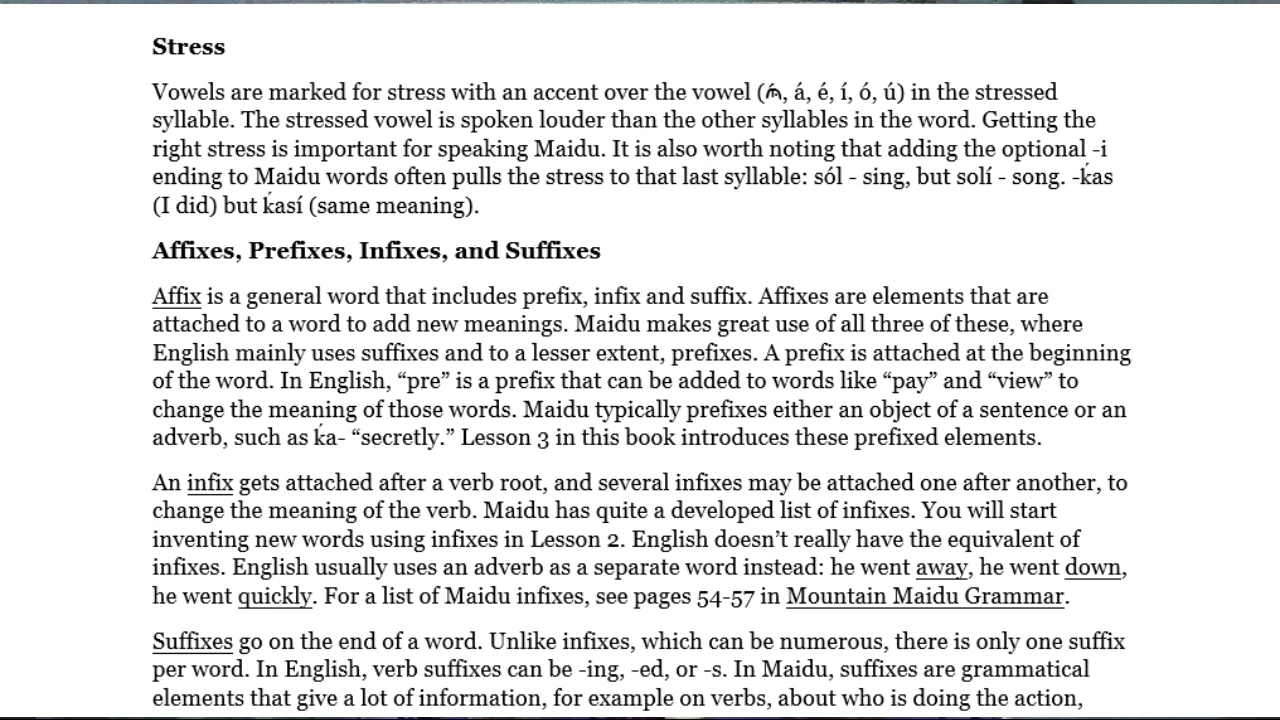 Stress
Vowels are marked for stress with an accent over the vowel (ᨓ́, á, é, í, ó, ú) in the stressed
syllable. The stressed vowel is spoken louder than the other syllables in the word. Getting the
right stress is important for speaking Maidu. It is also worth noting that adding the optional -i
ending to Maidu words often pulls the stress to that last syllable: sól - sing, but solí - song. -ḱas
(I did) but ḱasí (same meaning).
Affixes, Prefixes, Infixes, and Suffixes
Affix is a general word that includes prefix, infix and suffix. Affixes are elements that are
attached to a word to add new meanings. Maidu makes great use of all three of these, where
English mainly uses suffixes and to a lesser extent, prefixes. A prefix is attached at the beginning
of the word. In English, “pre” is a prefix that can be added to words like “pay” and “view” to
change the meaning of those words. Maidu typically prefixes either an object of a sentence or an
adverb, such as ḱa- “secretly.” Lesson 3 in this book introduces these prefixed elements.
An infix gets attached after a verb root, and several infixes may be attached one after another, to
change the meaning of the verb. Maidu has quite a developed list of infixes. You will start
inventing new words using infixes in Lesson 2. English doesn’t really have the equivalent of
infixes. English usually uses an adverb as a separate word instead: he went away, he went down,
he went quickly. For a list of Maidu infixes, see pages 54-57 in Mountain Maidu Grammar.
Suffixes go on the end of a word. Unlike infixes, which can be numerous, there is only one suffix
per word. In English, verb suffixes can be -ing, -ed, or -s. In Maidu, suffixes are grammatical
elements that give a lot of information, for example on verbs, about who is doing the action,